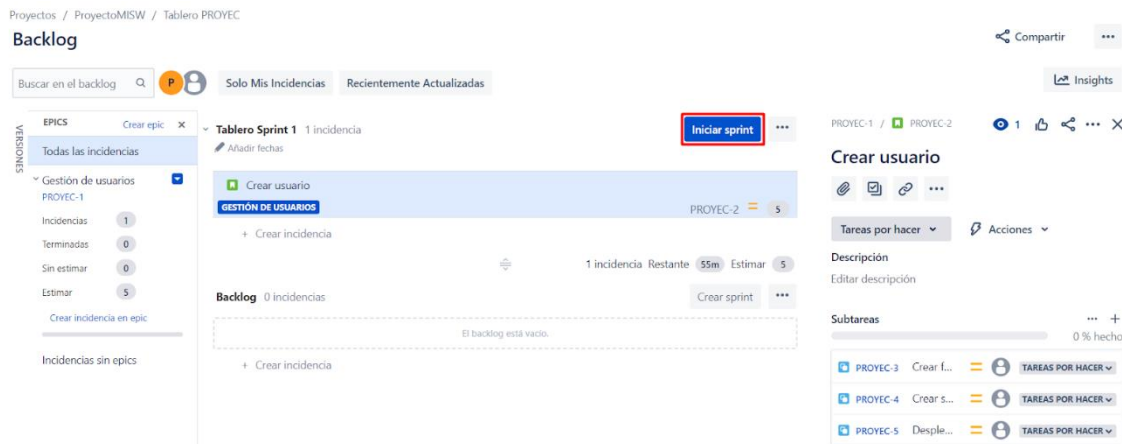 Proyectos / ProyectoMISW / Tablero PROYEC
Backlog
Compartir
Buscar en el backlog
P
Solo Mis Incidencias
Recientemente Actualizadas
Insights
VERSIONES
EPICS
Crear epic
Todas las incidencias
Gestión de usuarios
PROYEC-1
Incidencias 1
Terminadas 0
Sin estimar 0
Estimar 5
Crear incidencia en epic
Incidencias sin epics
Tablero Sprint 1 1 incidencia
Iniciar sprint
Añadir fechas
Crear usuario
GESTIÓN DE USUARIOS
PROYEC-2 5
+ Crear incidencia
1 incidencia Restante 55m Estimar 5
Backlog 0 incidencias
Crear sprint
El backlog está vacío.
+ Crear incidencia
PROYEC-1 / PROYEC-2
1
Crear usuario
Tareas por hacer
Acciones
Descripción
Editar descripción
Subtareas
0 % hecho
PROYEC-3 Crear f... TAREAS POR HACER
PROYEC-4 Crear s... TAREAS POR HACER
PROYEC-5 Desple... TAREAS POR HACER